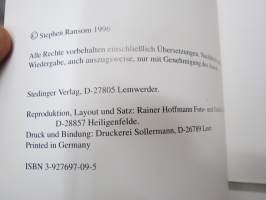 © Stephen Ransom 1996
Alle Rechte vorbehalten einschließlich Übersetzungen,
Wiedergabe, auch auszugsweise, nur mit Genehmigung des
Stedinger Verlag, D-27805 Lemwerder.
Reproduktion, Layout und Satz: Rainer Hoffmann Foto- und
D-28857 Heiligenfelde.
Druck und Bindung: Druckerei Sollermann, D-26789 Leer
Printed in Germany
ISBN 3-927697-09-5